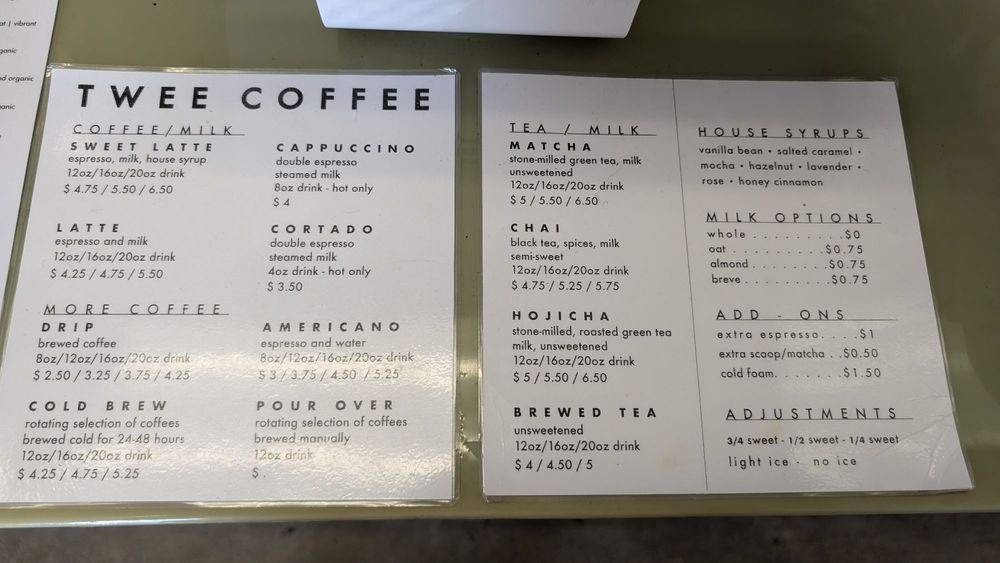 at | vibrant
ganic
d organic
anic
TWEE COFFEE
COFFEE/MILK
SWEET LATTE
espresso, milk, house syrup
12oz/16oz/20oz drink
$ 4.75 / 5.50 / 6.50
CAPPUCCINO
double espresso
steamed milk
8oz drink - hot only
$ 4
LATTE
espresso and milk
12oz/16oz/20oz drink
$ 4.25 / 4.75 / 5.50
CORTADO
double espresso
steamed milk
4oz drink - hot only
$ 3.50
MORE COFFEE
DRIP
brewed coffee
8oz/12oz/16oz/20oz drink
$ 2.50 / 3.25 / 3.75 / 4.25
AMERICANO
espresso and water
8oz/12oz/16oz/20oz drink
$ 3 / 3.75 / 4.50 / 5.25
COLD BREW
rotating selection of coffees
brewed cold for 24-48 hours
12oz/16oz/20oz drink
$ 4.25 / 4.75 / 5.25
POUR OVER
rotating selection of coffees
brewed manually
12oz drink
$ .
TEA / MILK
MATCHA
stone-milled green tea, milk
unsweetened
12oz/16oz/20oz drink
$ 5 / 5.50 / 6.50
CHAI
black tea, spices, milk
semi-sweet
12oz/16oz/20oz drink
$ 4.75 / 5.25 / 5.75
HOJICHA
stone-milled, roasted green tea
milk, unsweetened
12oz/16oz/20oz drink
$ 5 / 5.50 / 6.50
BREWED TEA
unsweetened
12oz/16oz/20oz drink
$ 4 / 4.50 / 5
HOUSE SYRUPS
vanilla bean • salted caramel •
mocha • hazelnut • lavender •
rose • honey cinnamon
MILK OPTIONS
whole . . . . . . . . . $0
oat . . . . . . . . . $0.75
almond . . . . . . . . $0.75
breve . . . . . . . . . $0.75
ADD - ONS
extra espresso. . . . $1
extra scoop/matcha . . $0.50
cold foam. . . . . . . $1.50
ADJUSTMENTS
3/4 sweet - 1/2 sweet - 1/4 sweet
light ice - no ice